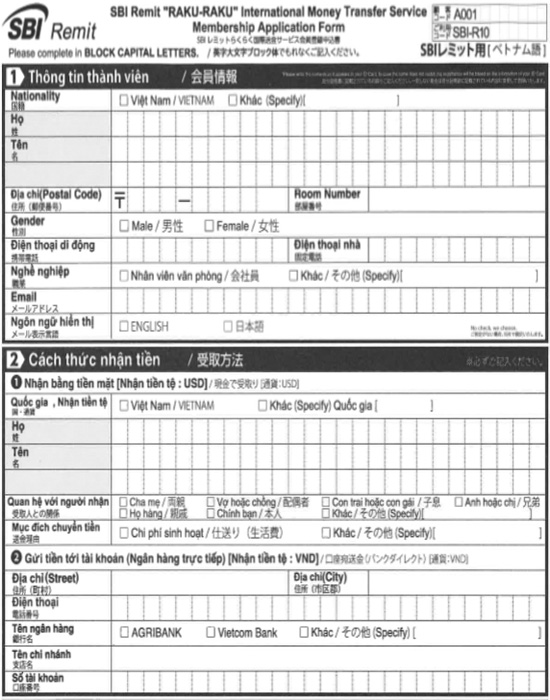 SBI Remit
SBI Remit "RAKU-RAKU" International Money Transfer Service
Membership Application Form
SBIレミットらくらく国際送金サービス会員登録申込書
A001
SBI-R10
Please complete in BLOCK CAPITAL LETTERS. / 英字大文字ブロック体でもれなくご記入ください。
SBIレミット用 [ベトナム語]
1 Thông tin thành viên / 会員情報
Nationality
国籍
Việt Nam / VIETNAM Khác (Specify)[ ]
Họ
姓
Tên
名
Địa chỉ(Postal Code) 〒 —
住所(郵便番号)
Room Number
部屋番号
Gender
性別
Male / 男性 Female / 女性
Điện thoại di động
携帯電話
Điện thoại nhà
固定電話
Nghề nghiệp
職業
Nhân viên văn phòng / 会社員 Khác / その他 (Specify)[ ]
Email
メールアドレス
Ngôn ngữ hiển thị
メール表示言語
ENGLISH 日本語
No check, we choose.
2 Cách thức nhận tiền / 受取方法
※必ずご記入ください。
❶ Nhận bằng tiền mặt [Nhận tiền tệ : USD] / 現金で受取り [通貨:USD]
Quốc gia , Nhận tiền tệ
国・通貨
Việt Nam / VIETNAM Khác (Specify) Quốc gia [ ]
Họ
姓
Tên
名
Quan hệ với người nhận
受取人との関係
Cha mẹ / 両親 Vợ hoặc chồng / 配偶者 Con trai hoặc con gái / 子息 Anh hoặc chị / 兄弟
Họ hàng / 親戚 Chính bạn / 本人 Khác / その他 (Specify)[ ]
Mục đích chuyển tiền
送金理由
Chi phí sinh hoạt / 仕送り (生活費) Khác / その他 (Specify)[ ]
❷ Gửi tiền tới tài khoản (Ngân hàng trực tiếp) [Nhận tiền tệ : VND] / 口座宛送金(バンクダイレクト) [通貨:VND]
Địa chỉ(Street)
住所 (町村)
Địa chỉ(City)
住所 (市区郡)
Điện thoại
電話番号
Tên ngân hàng
銀行名
AGRIBANK Vietcom Bank Khác / その他 (Specify) [ ]
Tên chi nhánh
支店名
Số tài khoản
口座番号